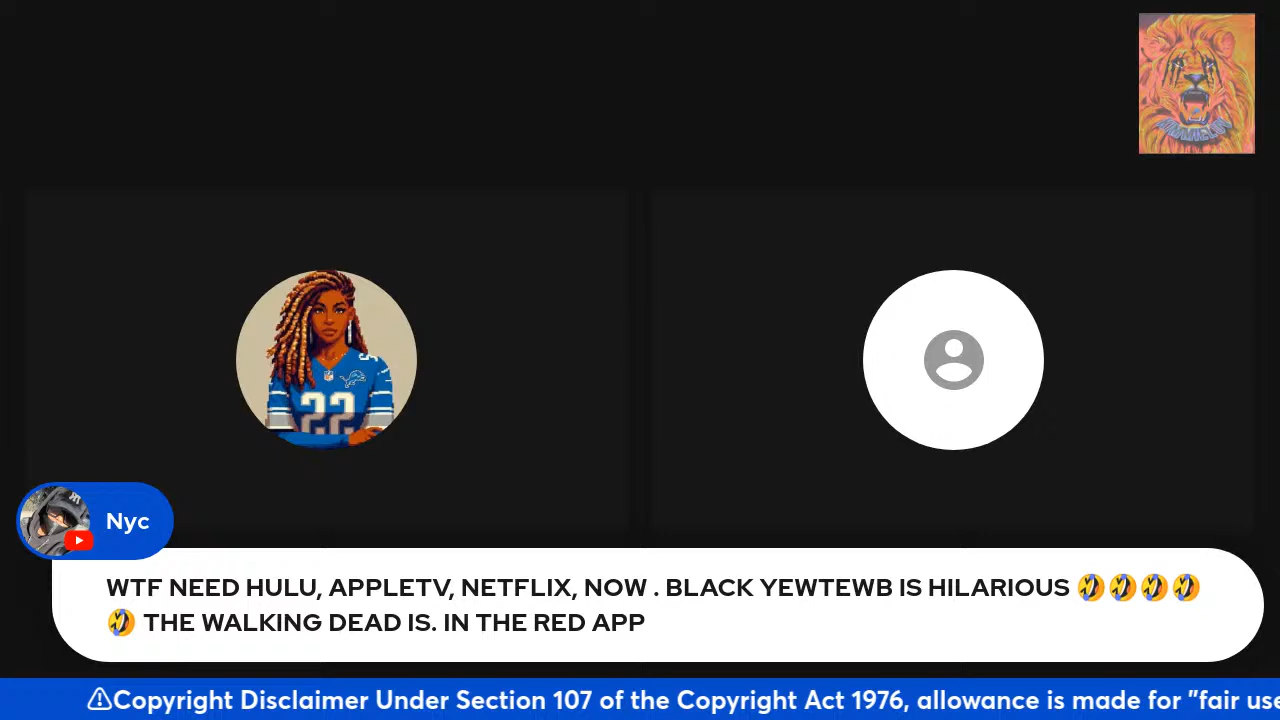 22
Nyc
WTF NEED HULU, APPLETV, NETFLIX, NOW . BLACK YEWTEWB IS HILARIOUS 🤣🤣🤣🤣
🤣 THE WALKING DEAD IS. IN THE RED APP
⚠Copyright Disclaimer Under Section 107 of the Copyright Act 1976, allowance is made for "fair use